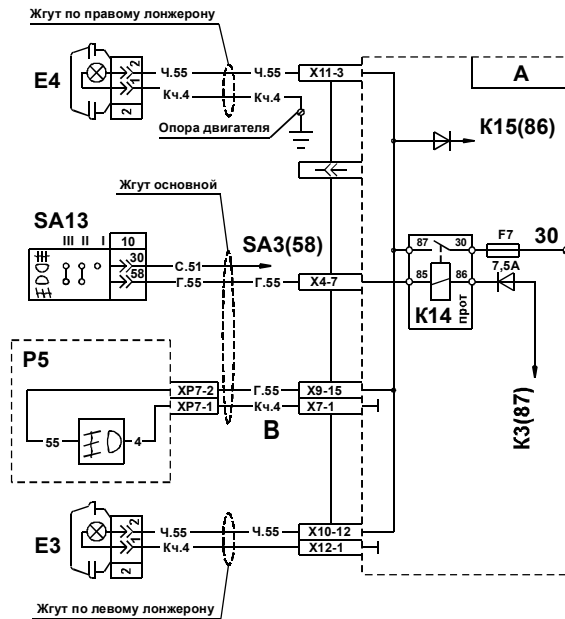 Жгут по правому лонжерону
E4
2
1
2
Ч.55
Ч.55
X11-3
Кч.4
Кч.4
Опора двигателя
A
К15(86)
Жгут основной
SA13
III II I 10
30
58
С.51
SA3(58)
Г.55
Г.55
X4-7
87 30
F7
30
7,5A
85 86
К14
прот
К3(87)
P5
55
4
XP7-2
Г.55
X9-15
XP7-1
Кч.4
X7-1
B
E3
2
1
2
Ч.55
Ч.55
X10-12
Кч.4
X12-1
Жгут по левому лонжерону